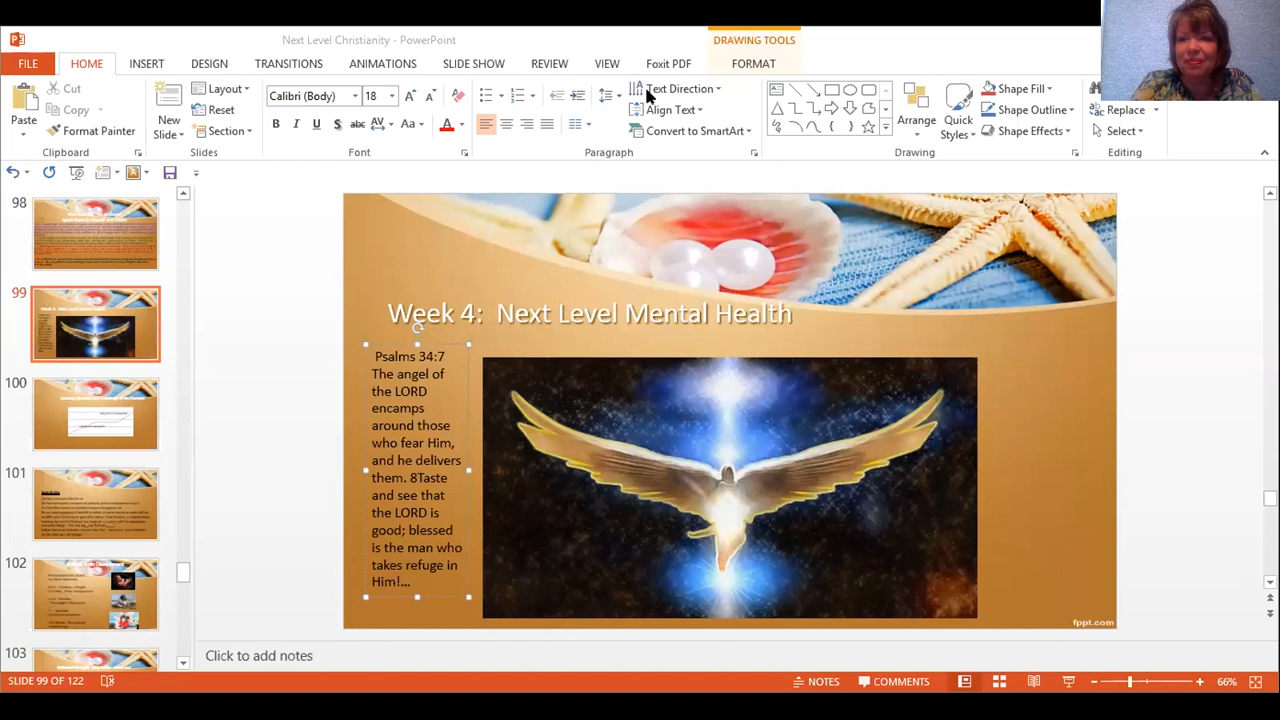 Next Level Christianity - PowerPoint
DRAWING TOOLS
FILE HOME INSERT DESIGN TRANSITIONS ANIMATIONS SLIDE SHOW REVIEW VIEW Foxit PDF FORMAT
Paste
Cut
Copy
Format Painter
Clipboard
New Slide
Layout
Reset
Section
Slides
Calibri (Body) 18
B I U S abc AV Aa A
Font
Text Direction
Align Text
Convert to SmartArt
Paragraph
Arrange
Quick Styles
Shape Fill
Shape Outline
Shape Effects
Drawing
Replace
Select
Editing
98
99
100
101
102
103
Week 4: Next Level Mental Health
Psalms 34:7
The angel of
the LORD
encamps
around those
who fear Him,
and he delivers
them. 8Taste
and see that
the LORD is
good; blessed
is the man who
takes refuge in
Him!...
fppt.com
Click to add notes
SLIDE 99 OF 122 NOTES COMMENTS 66%